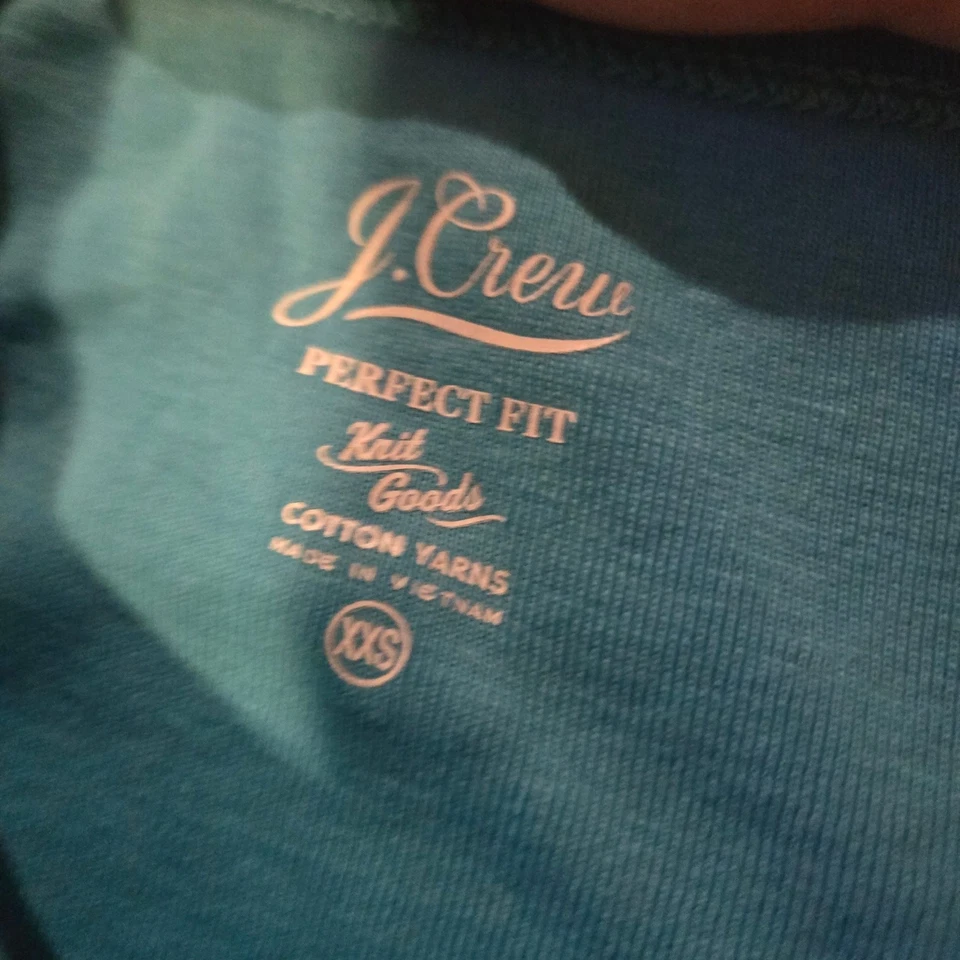 J.Crew
PERFECT FIT
Knit
Goods
COTTON YARNS
MADE IN VIETNAM
XXS